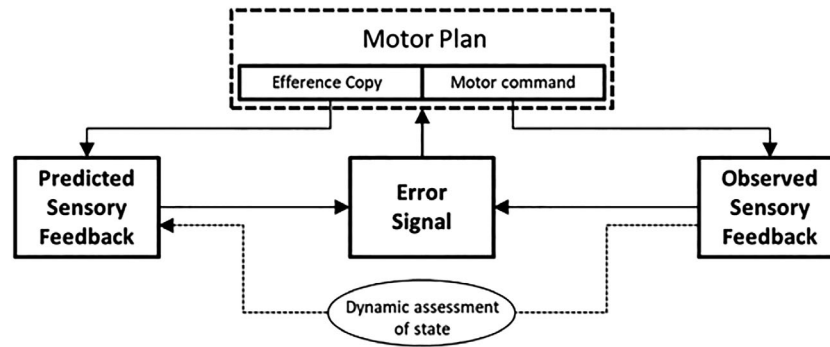 Motor Plan
Efference Copy
Motor command
Predicted
Sensory
Feedback
Error
Signal
Observed
Sensory
Feedback
Dynamic assessment
of state